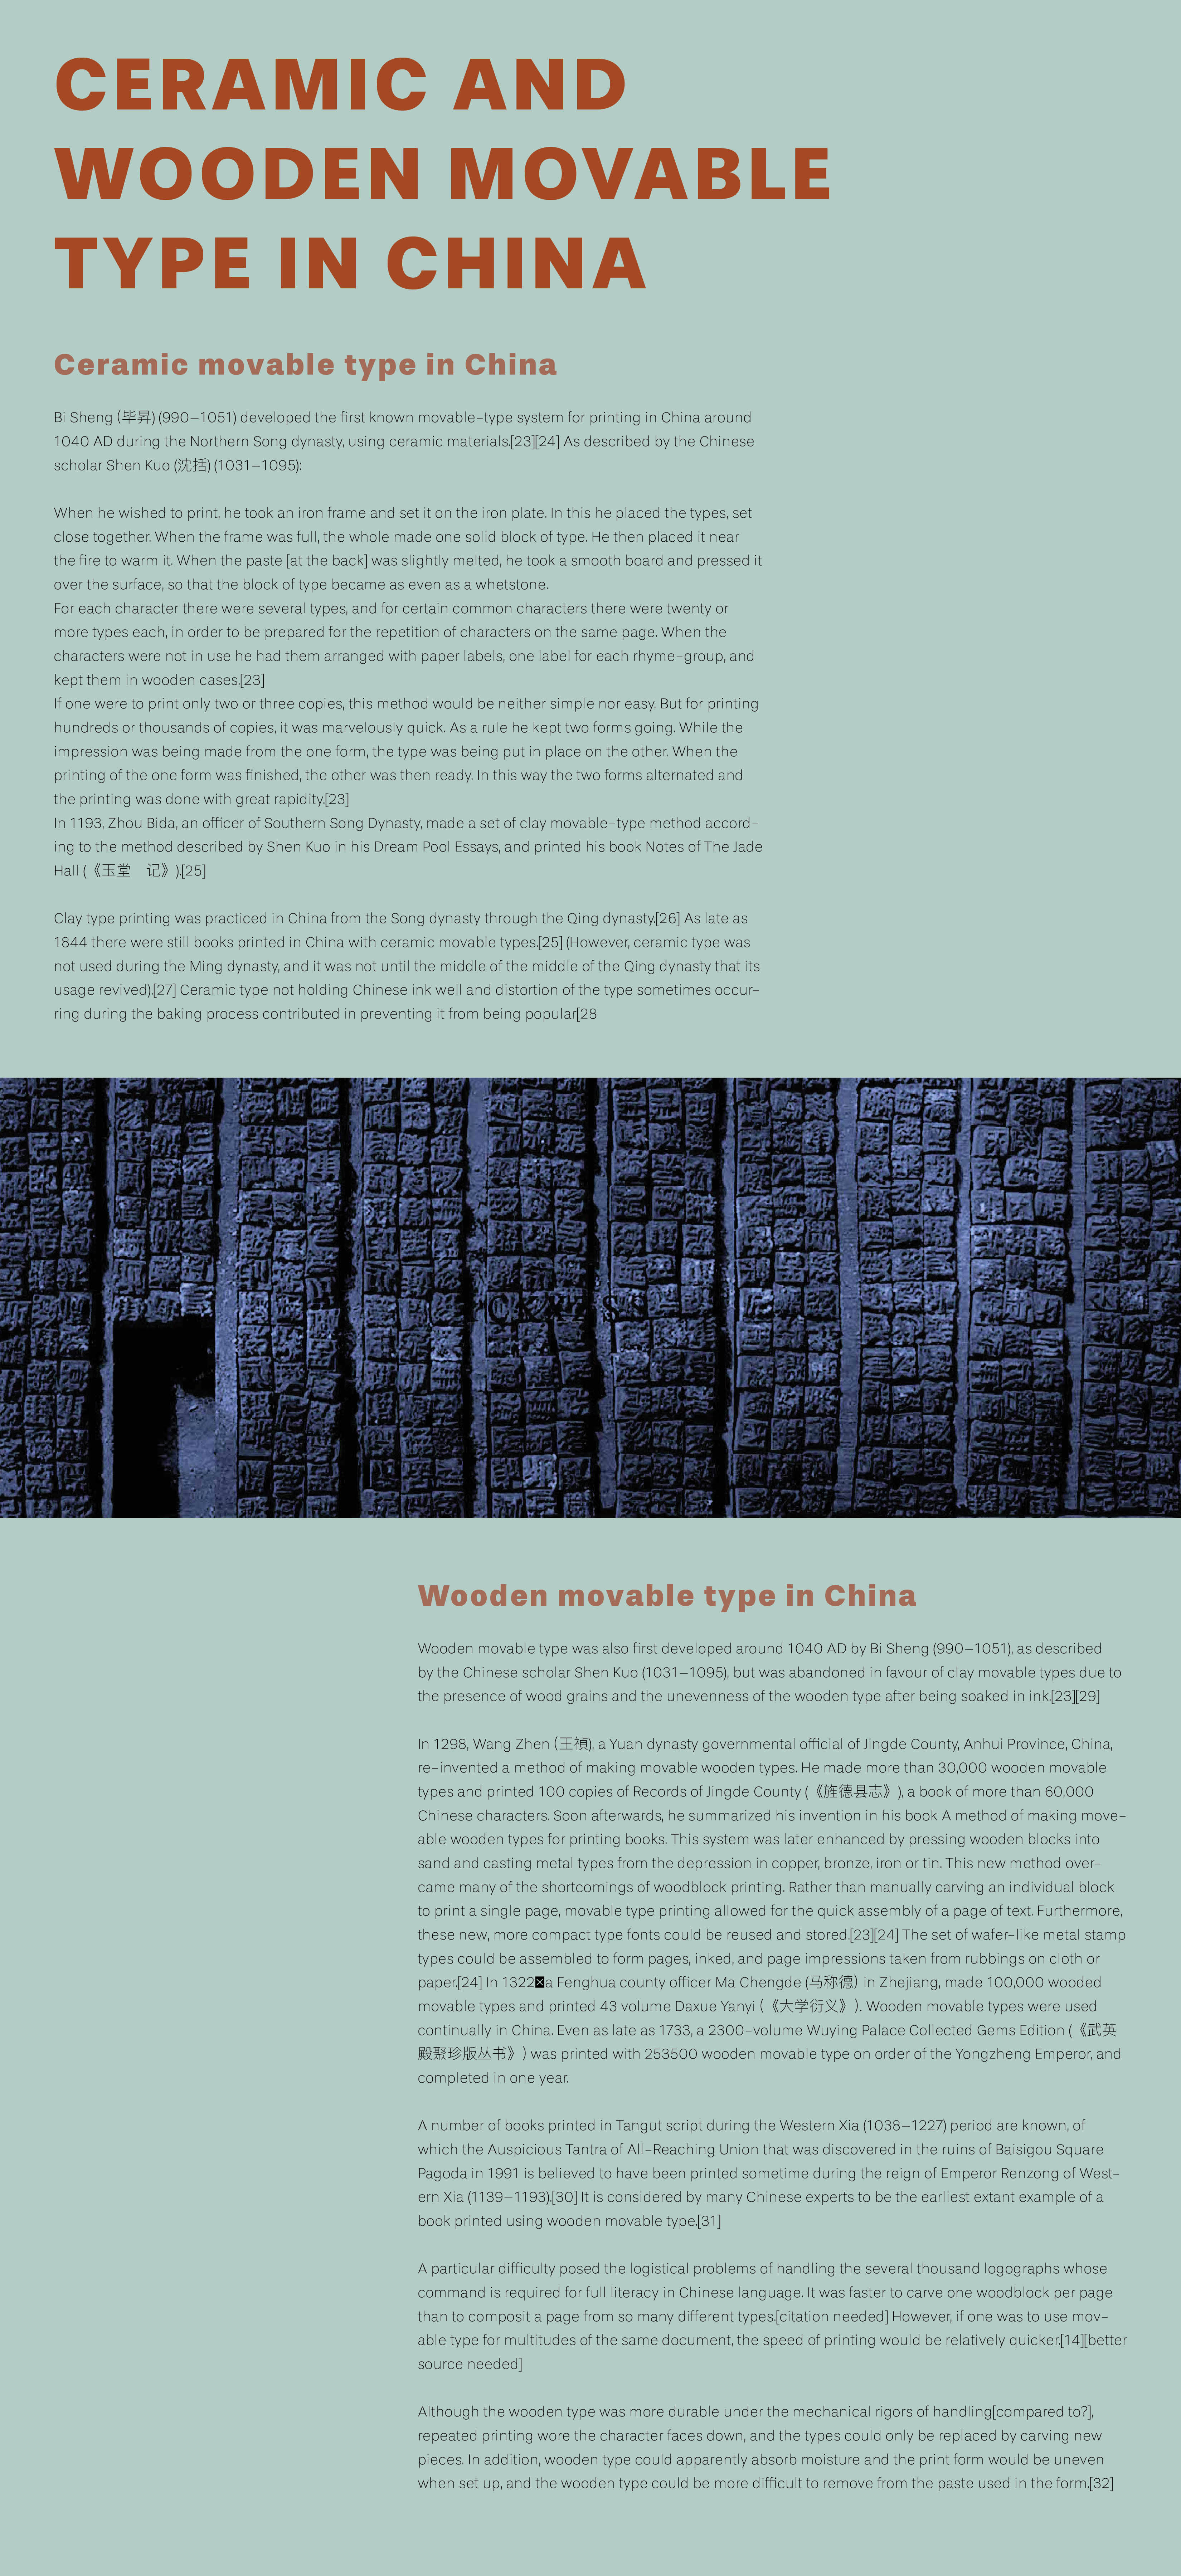 CERAMIC AND
WOODEN MOVABLE
TYPE IN CHINA
Ceramic movable type in China
Bi Sheng (毕昇) (990–1051) developed the first known movable-type system for printing in China around
1040 AD during the Northern Song dynasty, using ceramic materials.[23][24] As described by the Chinese
scholar Shen Kuo (沈括) (1031–1095):
When he wished to print, he took an iron frame and set it on the iron plate. In this he placed the types, set
close together. When the frame was full, the whole made one solid block of type. He then placed it near
the fire to warm it. When the paste [at the back] was slightly melted, he took a smooth board and pressed it
over the surface, so that the block of type became as even as a whetstone.
For each character there were several types, and for certain common characters there were twenty or
more types each, in order to be prepared for the repetition of characters on the same page. When the
characters were not in use he had them arranged with paper labels, one label for each rhyme-group, and
kept them in wooden cases.[23]
If one were to print only two or three copies, this method would be neither simple nor easy. But for printing
hundreds or thousands of copies, it was marvelously quick. As a rule he kept two forms going. While the
impression was being made from the one form, the type was being put in place on the other. When the
printing of the one form was finished, the other was then ready. In this way the two forms alternated and
the printing was done with great rapidity.[23]
In 1193, Zhou Bida, an officer of Southern Song Dynasty, made a set of clay movable-type method accord-
ing to the method described by Shen Kuo in his Dream Pool Essays, and printed his book Notes of The Jade
Hall (《玉堂　记》).[25]
Clay type printing was practiced in China from the Song dynasty through the Qing dynasty.[26] As late as
1844 there were still books printed in China with ceramic movable types.[25] (However, ceramic type was
not used during the Ming dynasty, and it was not until the middle of the middle of the Qing dynasty that its
usage revived).[27] Ceramic type not holding Chinese ink well and distortion of the type sometimes occur-
ring during the baking process contributed in preventing it from being popular[28
Wooden movable type in China
Wooden movable type was also first developed around 1040 AD by Bi Sheng (990–1051), as described
by the Chinese scholar Shen Kuo (1031–1095), but was abandoned in favour of clay movable types due to
the presence of wood grains and the unevenness of the wooden type after being soaked in ink.[23][29]
In 1298, Wang Zhen (王禎), a Yuan dynasty governmental official of Jingde County, Anhui Province, China,
re-invented a method of making movable wooden types. He made more than 30,000 wooden movable
types and printed 100 copies of Records of Jingde County (《旌德县志》), a book of more than 60,000
Chinese characters. Soon afterwards, he summarized his invention in his book A method of making move-
able wooden types for printing books. This system was later enhanced by pressing wooden blocks into
sand and casting metal types from the depression in copper, bronze, iron or tin. This new method over-
came many of the shortcomings of woodblock printing. Rather than manually carving an individual block
to print a single page, movable type printing allowed for the quick assembly of a page of text. Furthermore,
these new, more compact type fonts could be reused and stored.[23][24] The set of wafer-like metal stamp
types could be assembled to form pages, inked, and page impressions taken from rubbings on cloth or
paper.[24] In 1322 a Fenghua county officer Ma Chengde (马称德) in Zhejiang, made 100,000 wooded
movable types and printed 43 volume Daxue Yanyi (《大学衍义》). Wooden movable types were used
continually in China. Even as late as 1733, a 2300-volume Wuying Palace Collected Gems Edition (《武英
殿聚珍版丛书》) was printed with 253500 wooden movable type on order of the Yongzheng Emperor, and
completed in one year.
A number of books printed in Tangut script during the Western Xia (1038–1227) period are known, of
which the Auspicious Tantra of All-Reaching Union that was discovered in the ruins of Baisigou Square
Pagoda in 1991 is believed to have been printed sometime during the reign of Emperor Renzong of West-
ern Xia (1139–1193).[30] It is considered by many Chinese experts to be the earliest extant example of a
book printed using wooden movable type.[31]
A particular difficulty posed the logistical problems of handling the several thousand logographs whose
command is required for full literacy in Chinese language. It was faster to carve one woodblock per page
than to composit a page from so many different types.[citation needed] However, if one was to use mov-
able type for multitudes of the same document, the speed of printing would be relatively quicker.[14][better
source needed]
Although the wooden type was more durable under the mechanical rigors of handling[compared to?],
repeated printing wore the character faces down, and the types could only be replaced by carving new
pieces. In addition, wooden type could apparently absorb moisture and the print form would be uneven
when set up, and the wooden type could be more difficult to remove from the paste used in the form.[32]